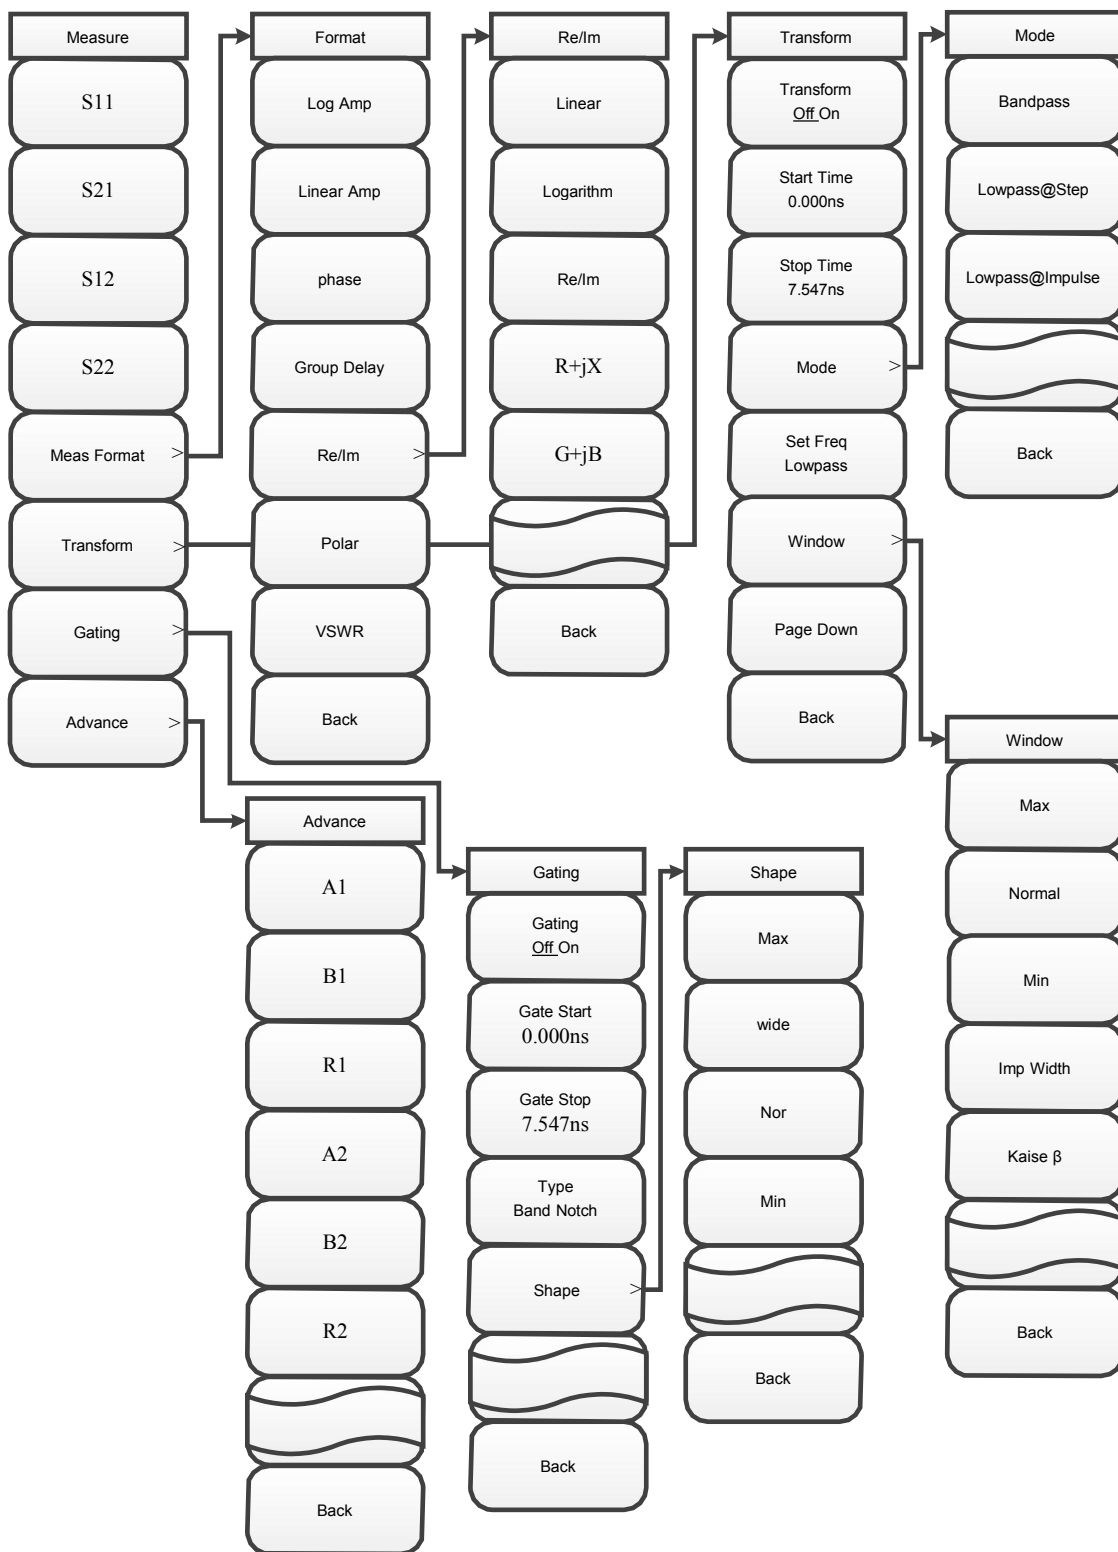 Measure
S11
S21
S12
S22
Meas Format >
Transform >
Gating >
Advance >
Format
Log Amp
Linear Amp
phase
Group Delay
Re/Im >
Polar
VSWR
Back
Re/Im
Linear
Logarithm
Re/Im
R+jX
G+jB
Back
Transform
Transform
Off On
Start Time
0.000ns
Stop Time
7.547ns
Mode >
Set Freq
Lowpass
Window >
Page Down
Back
Mode
Bandpass
Lowpass@Step
Lowpass@Impulse
Back
Window
Max
Normal
Min
Imp Width
Kaise β
Back
Advance
A1
B1
R1
A2
B2
R2
Back
Gating
Gating
Off On
Gate Start
0.000ns
Gate Stop
7.547ns
Type
Band Notch
Shape >
Back
Shape
Max
wide
Nor
Min
Back